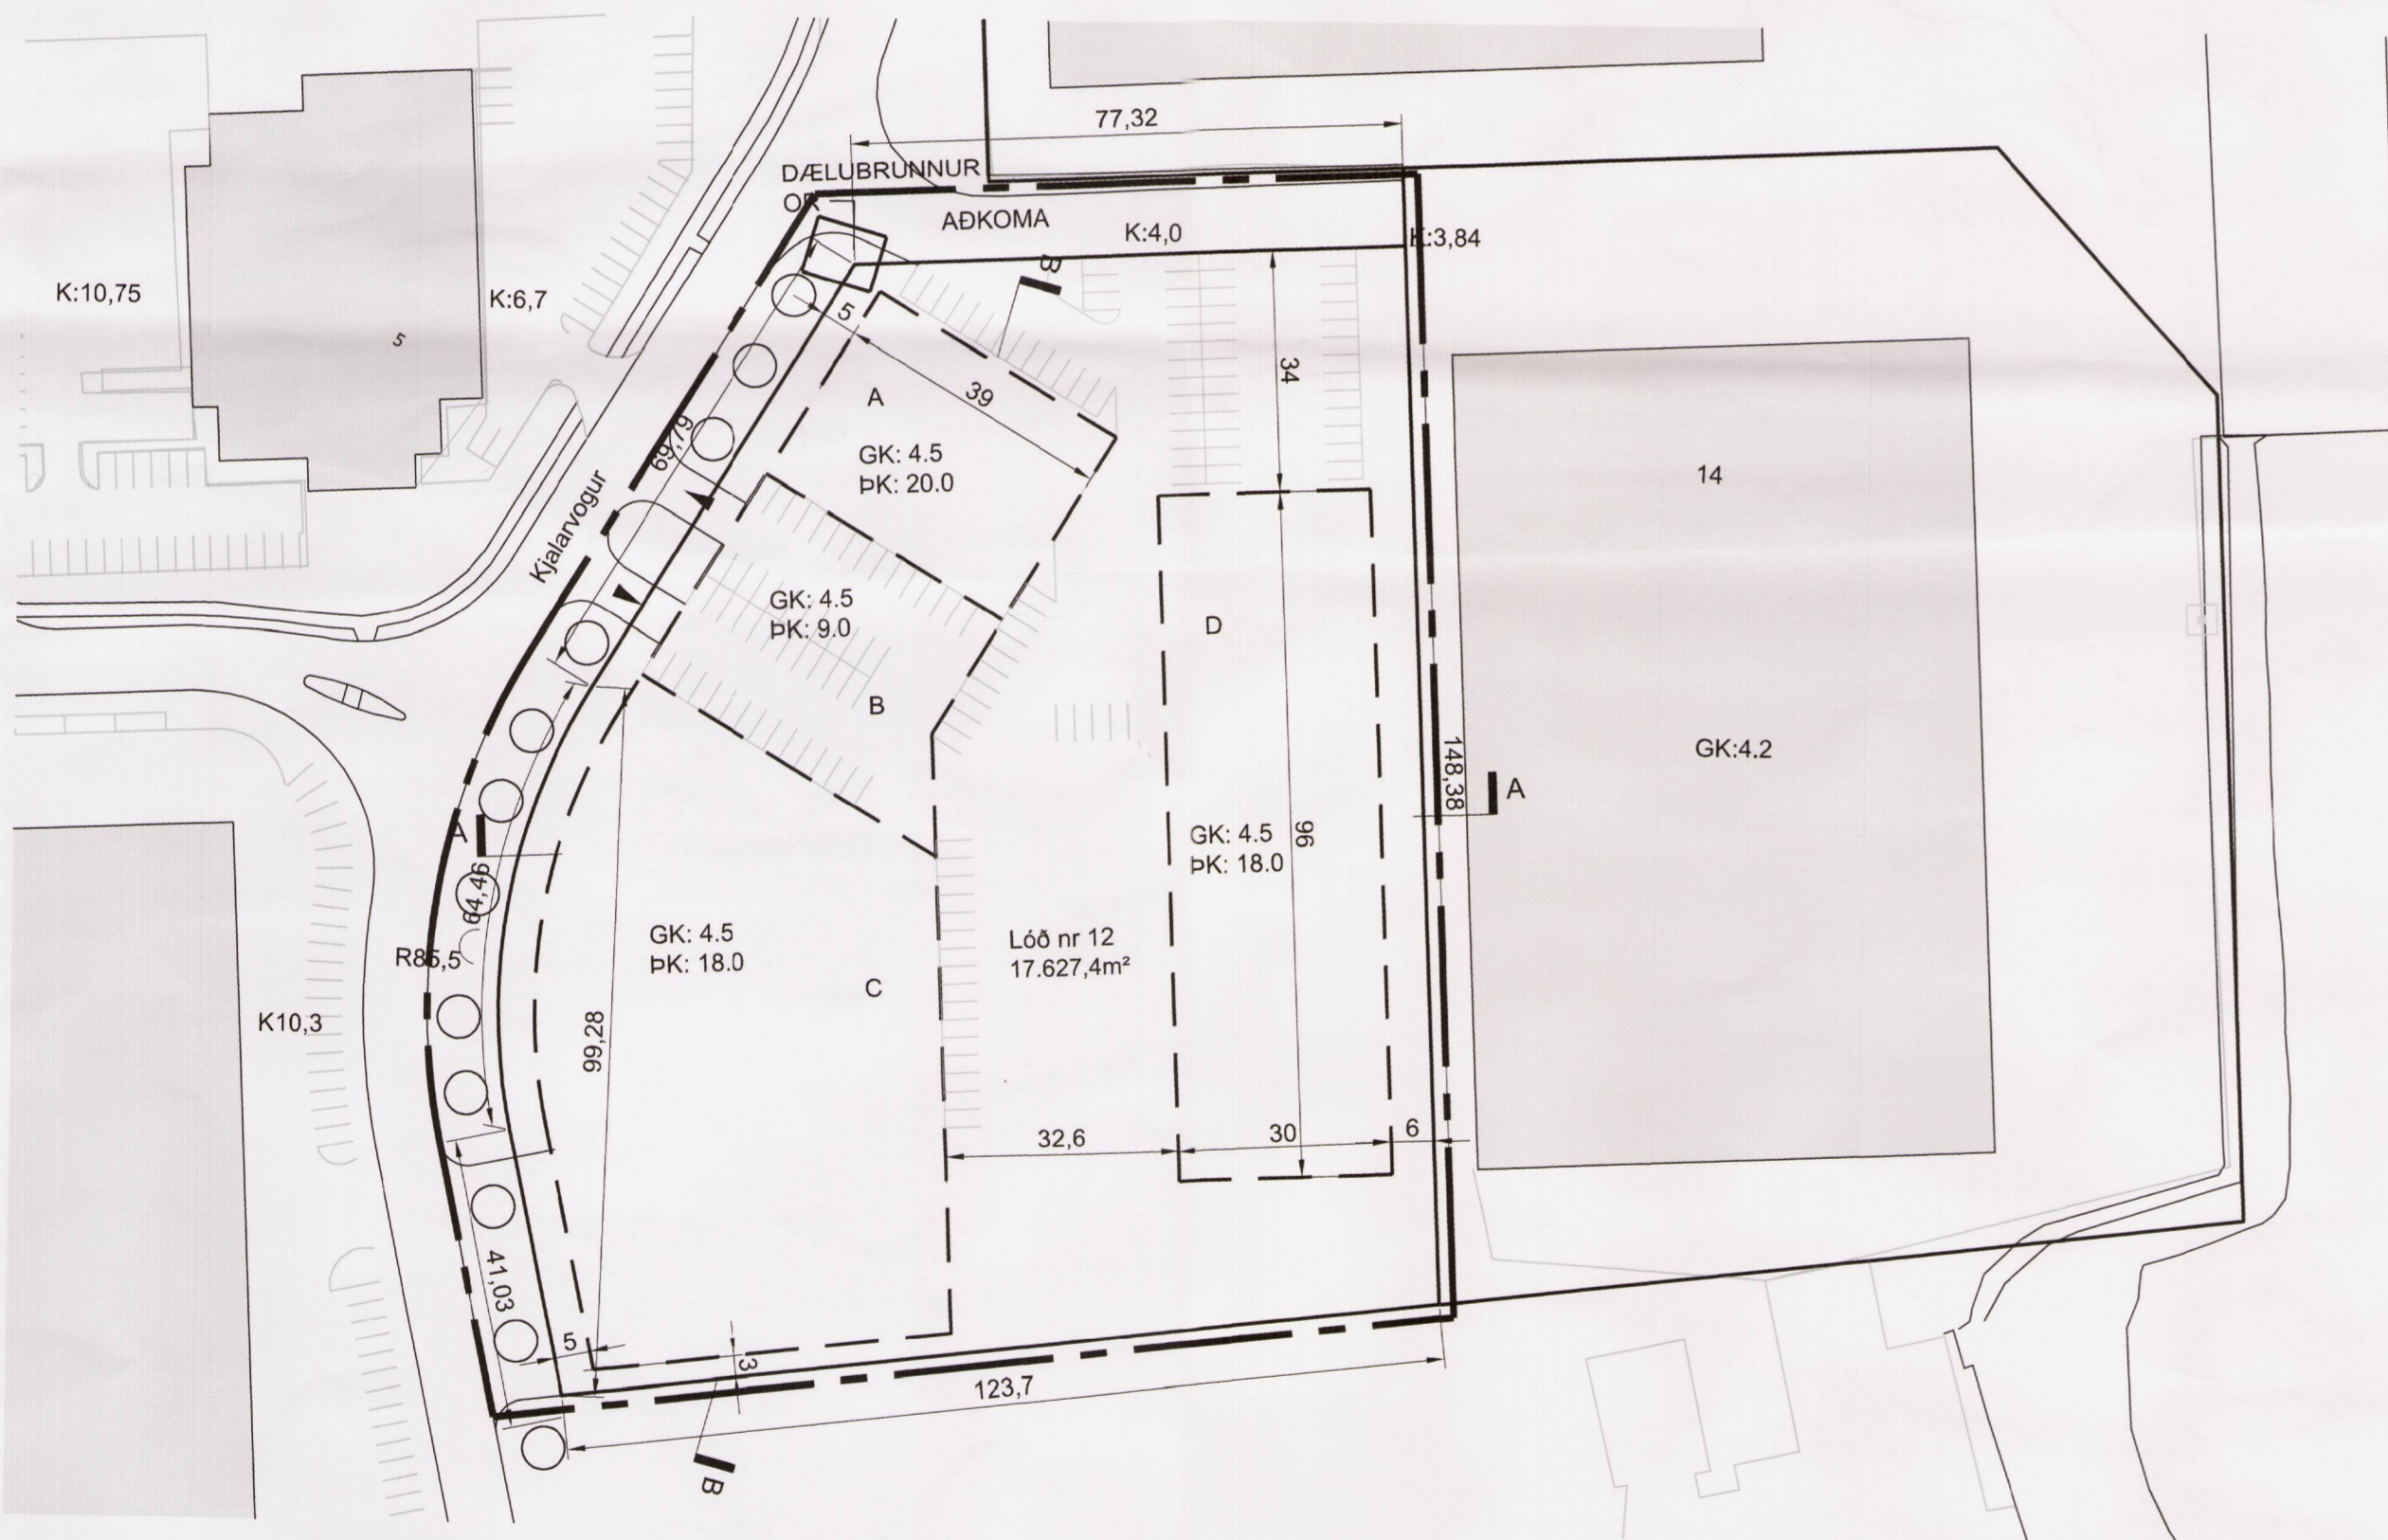 77,32
DÆLUBRUNNUR
OR
AÐKOMA
K:4,0
K:3,84
K:10,75
K:6,7
5
B
5
39
34
A
GK: 4.5
ÞK: 20.0
69,79
Kjalarvogur
14
GK: 4.5
ÞK: 9.0
B
D
GK:4.2
148,38
A
A
GK: 4.5
ÞK: 18.0
96
64,46
R85,5
GK: 4.5
ÞK: 18.0
C
Lóð nr 12
17.627,4m²
K10,3
99,28
32,6
30
6
41,03
5
3
123,7
B